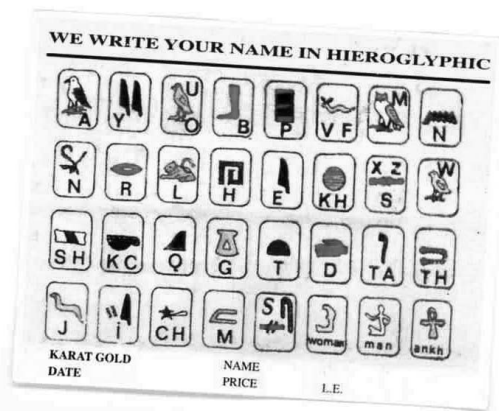 WE WRITE YOUR NAME IN HIEROGLYPHIC
A Y U O B P V F M N
N R L H E KH X Z S W
SH KC Q G T D TA TH
J i CH M S woman man ankh
KARAT GOLD NAME
DATE PRICE L.E.